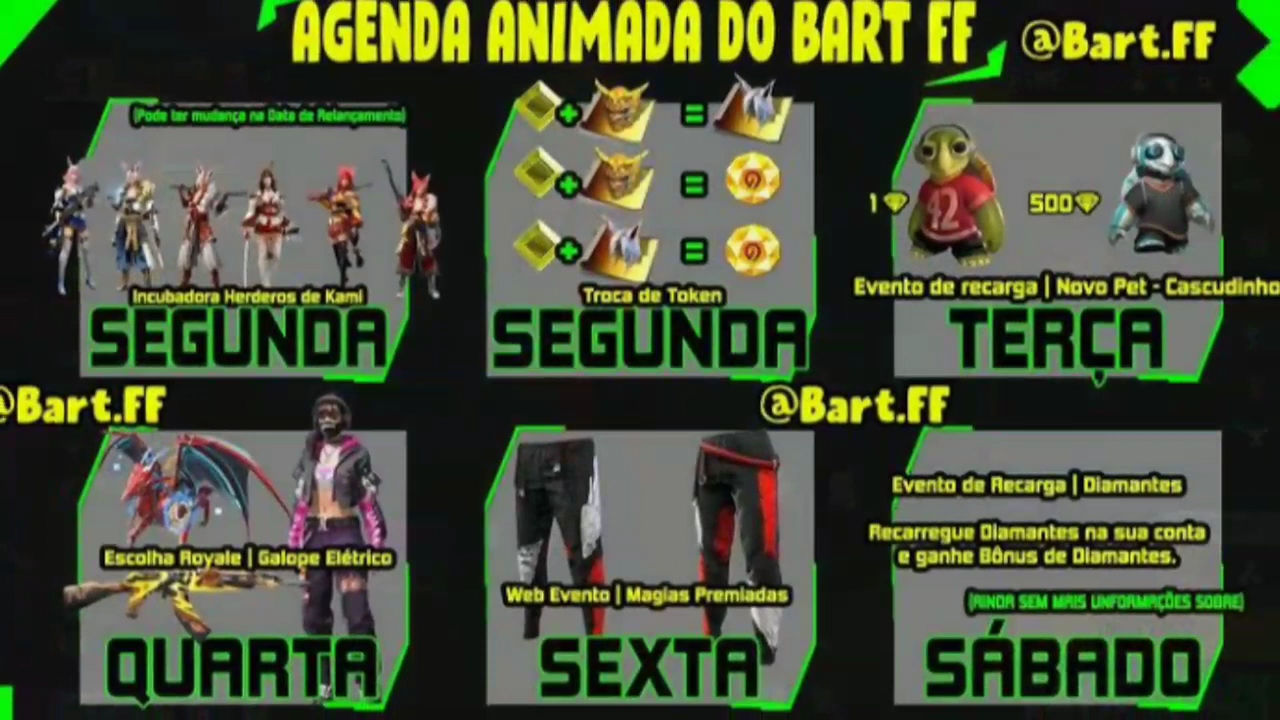 AGENDA ANIMADA DO BART FF
@Bart.FF
(Pode ter mudança na Data de Relançamento)
Incubadora Herderos de Kami
SEGUNDA
+ =
+ =
+ =
Troca de Token
SEGUNDA
42
1
500
Evento de recarga | Novo Pet - Cascudinho
TERÇA
@Bart.FF
@Bart.FF
Escolha Royale | Galope Elétrico
QUARTA
Web Evento | Magias Premiadas
SEXTA
Evento de Recarga | Diamantes
Recarregue Diamantes na sua conta
e ganhe Bônus de Diamantes.
(AINDA SEM MAIS UNFORMAÇÕES SOBRE)
SÁBADO